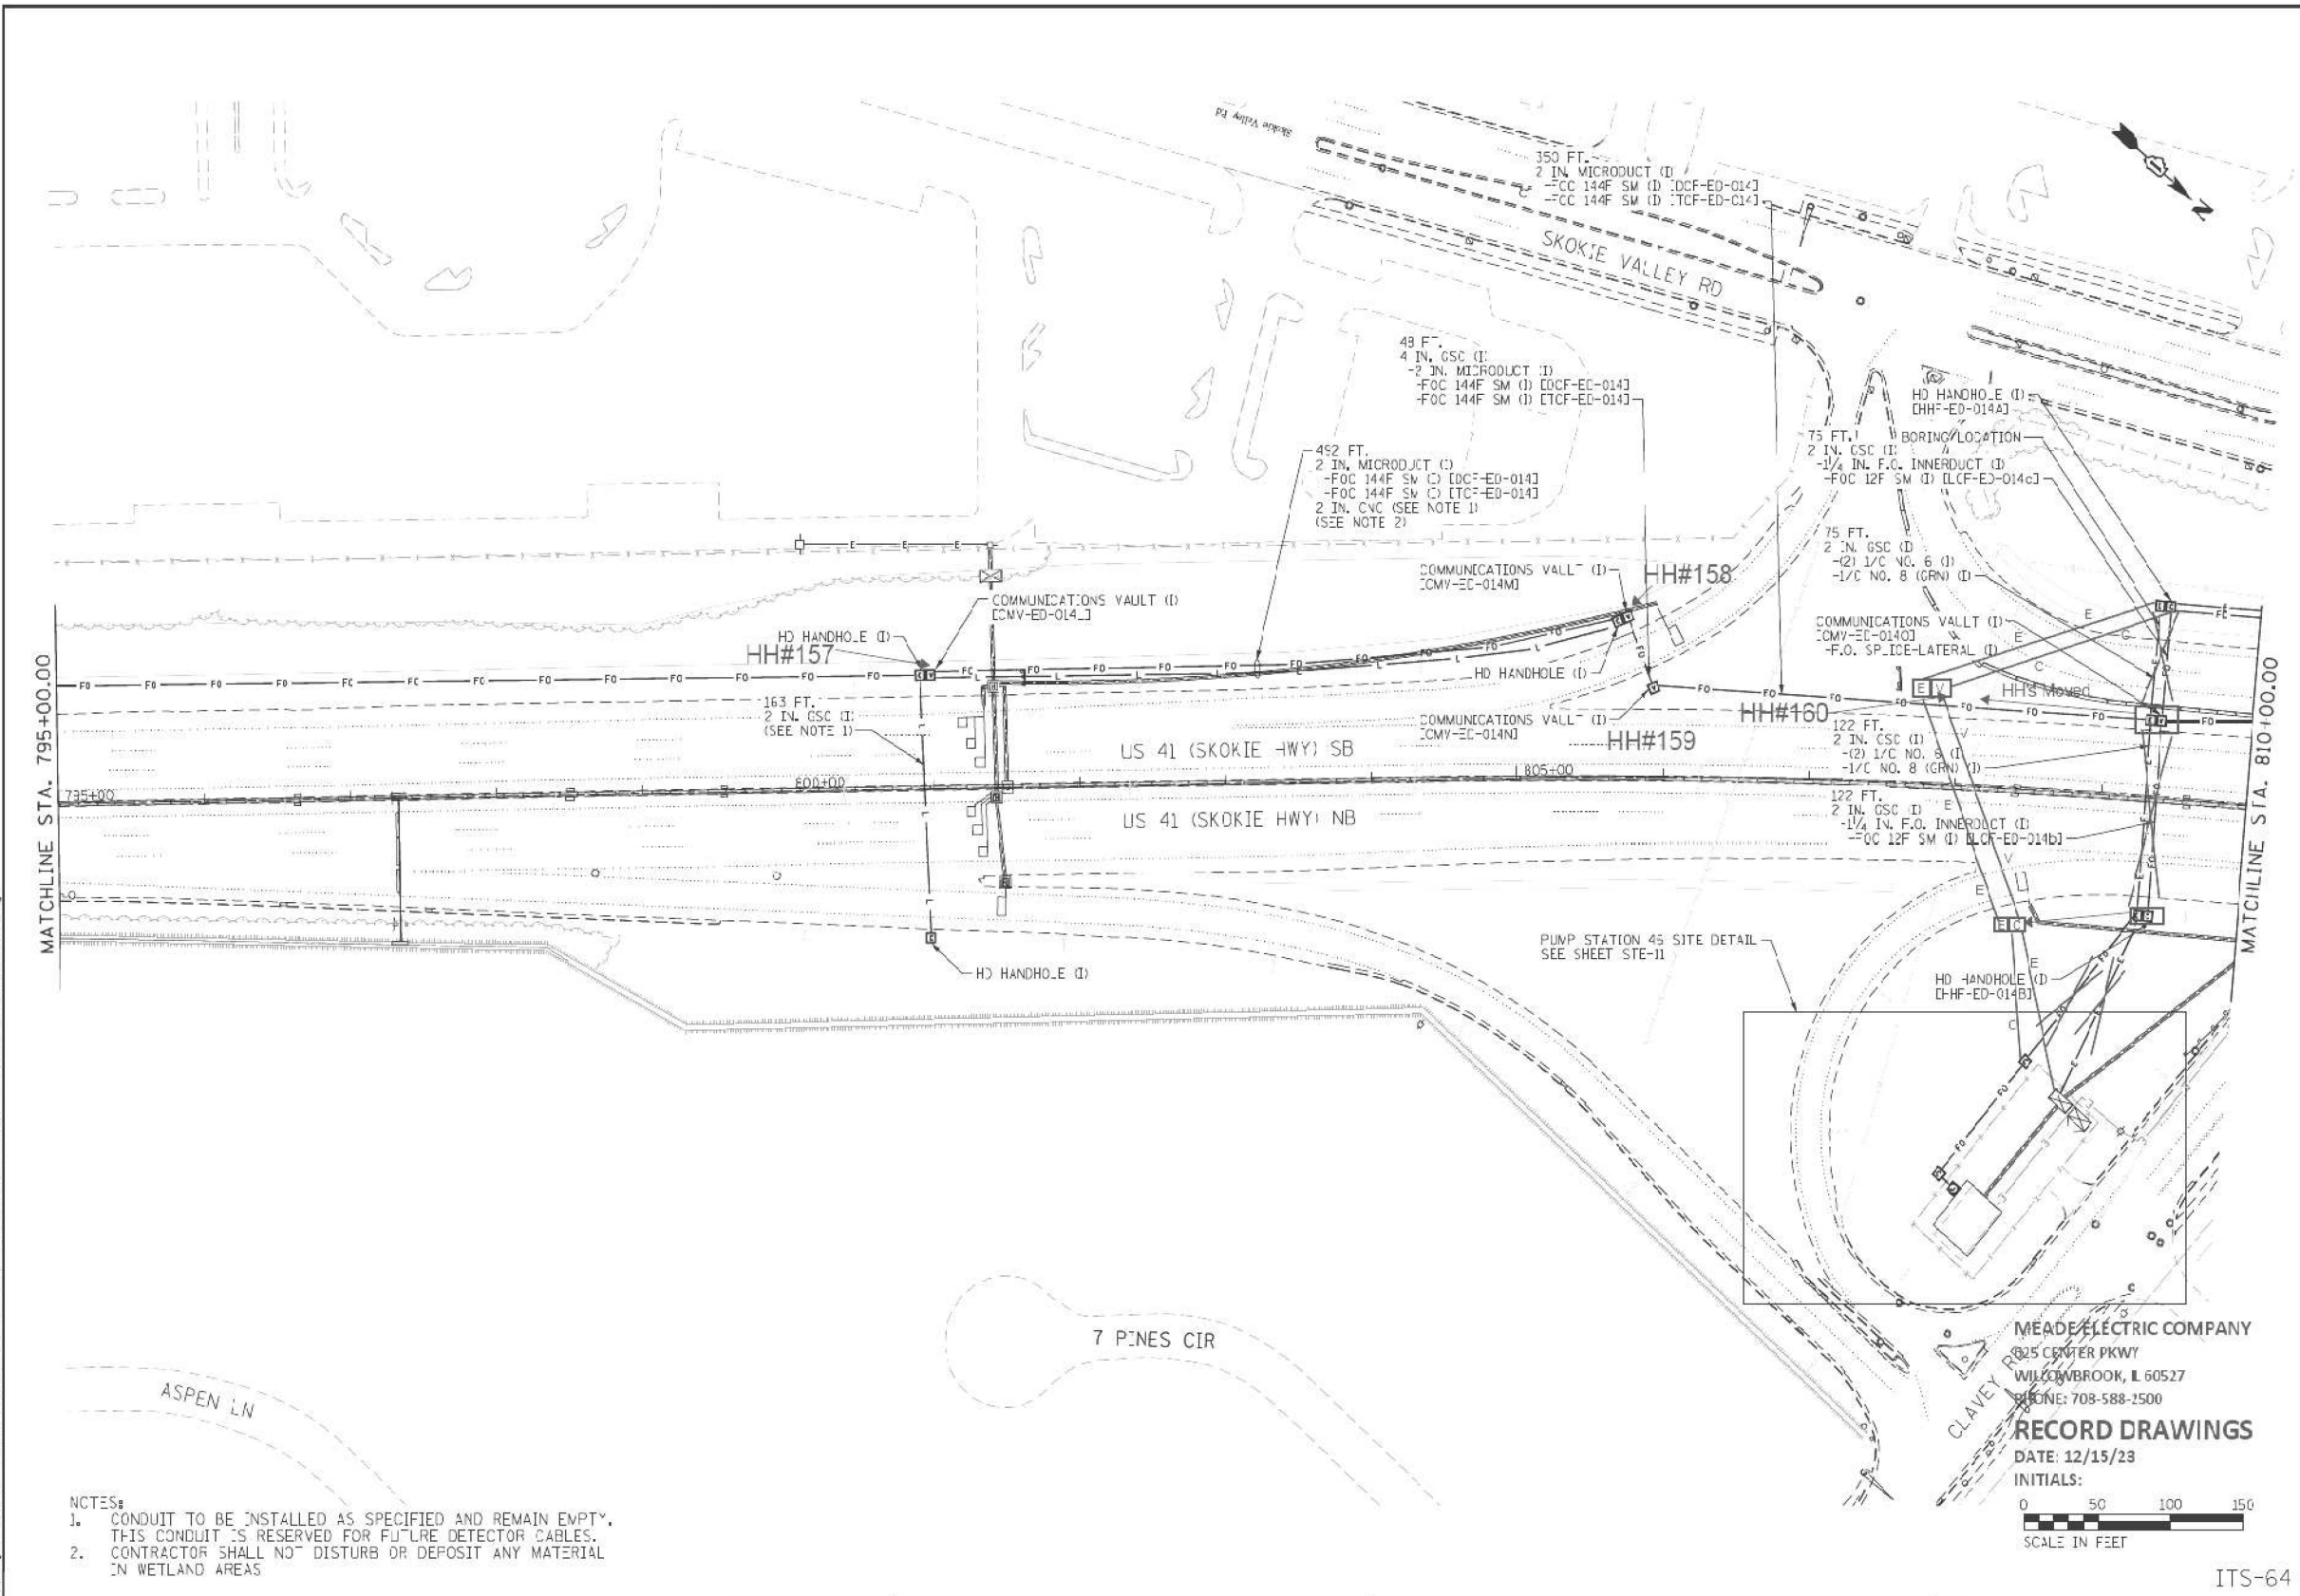 Skokie Valley Rd
350 FT.
2 IN. MICRODUCT (I)
-FOC 144F SM (I) [DCF-ED-014]
-FOC 144F SM (I) [TCF-ED-014]
N
SKOKIE VALLEY RD
48 FT.
4 IN. GSC (I)
-2 IN. MICRODUCT (I)
-FOC 144F SM (I) [DCF-ED-014]
-FOC 144F SM (I) [TCF-ED-014]
HD HANDHOLE (I)
[HHF-ED-014A]
75 FT.
BORING LOCATION
2 IN. GSC (I)
-1 1/4 IN. F.O. INNERDUCT (I)
-FOC 12F SM (I) [LCF-ED-014c]
492 FT.
2 IN. MICRODUCT (I)
-FOC 144F SM (I) [DCF-ED-014]
-FOC 144F SM (I) [TCF-ED-014]
2 IN. CNC (SEE NOTE 1)
(SEE NOTE 2)
75 FT.
2 IN. GSC (I)
-(2) 1/C NO. 6 (I)
-1/C NO. 8 (GRN) (I)
COMMUNICATIONS VAULT (I)
[CMV-ED-014M]
HH#158
COMMUNICATIONS VAULT (I)
[CMV-ED-014L]
COMMUNICATIONS VAULT (I)
[CMV-ED-014O]
-F.O. SPLICE-LATERAL (I)
HD HANDHOLE (I)
HH#157
HD HANDHOLE (I)
HH's Moved
163 FT.
2 IN. GSC (I)
(SEE NOTE 1)
COMMUNICATIONS VAULT (I)
[CMV-ED-014N]
HH#159
HH#160
122 FT.
2 IN. GSC (I)
-(2) 1/C NO. 6 (I)
-1/C NO. 8 (GRN) (I)
US 41 (SKOKIE HWY) SB
795+00
800+00
805+00
US 41 (SKOKIE HWY) NB
122 FT.
2 IN. GSC (I)
-1 1/4 IN. F.O. INNERDUCT (I)
-FOC 12F SM (I) [LCF-ED-014b]
MATCHLINE STA. 795+00.00
MATCHLINE STA. 810+00.00
HD HANDHOLE (I)
PUMP STATION 46 SITE DETAIL
SEE SHEET STE-11
HD HANDHOLE (I)
[HHF-ED-014B]
7 PINES CIR
ASPEN LN
CLAVEY RD
MEADE ELECTRIC COMPANY
625 CENTER PKWY
WILLOWBROOK, IL 60527
PHONE: 708-588-2500
RECORD DRAWINGS
DATE: 12/15/23
INITIALS:
0 50 100 150
SCALE IN FEET
NOTES:
1. CONDUIT TO BE INSTALLED AS SPECIFIED AND REMAIN EMPTY.
THIS CONDUIT IS RESERVED FOR FUTURE DETECTOR CABLES.
2. CONTRACTOR SHALL NOT DISTURB OR DEPOSIT ANY MATERIAL
IN WETLAND AREAS
ITS-64